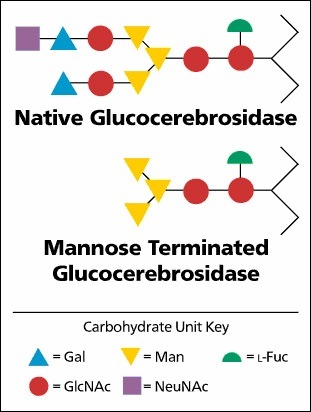 Native Glucocerebrosidase
Mannose Terminated
Glucocerebrosidase
Carbohydrate Unit Key
= Gal = Man = L-Fuc
= GlcNAc = NeuNAc